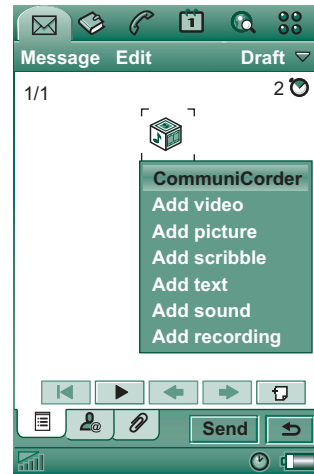 1
Message Edit Draft
1/1 2
CommuniCorder
Add video
Add picture
Add scribble
Add text
Add sound
Add recording
Send